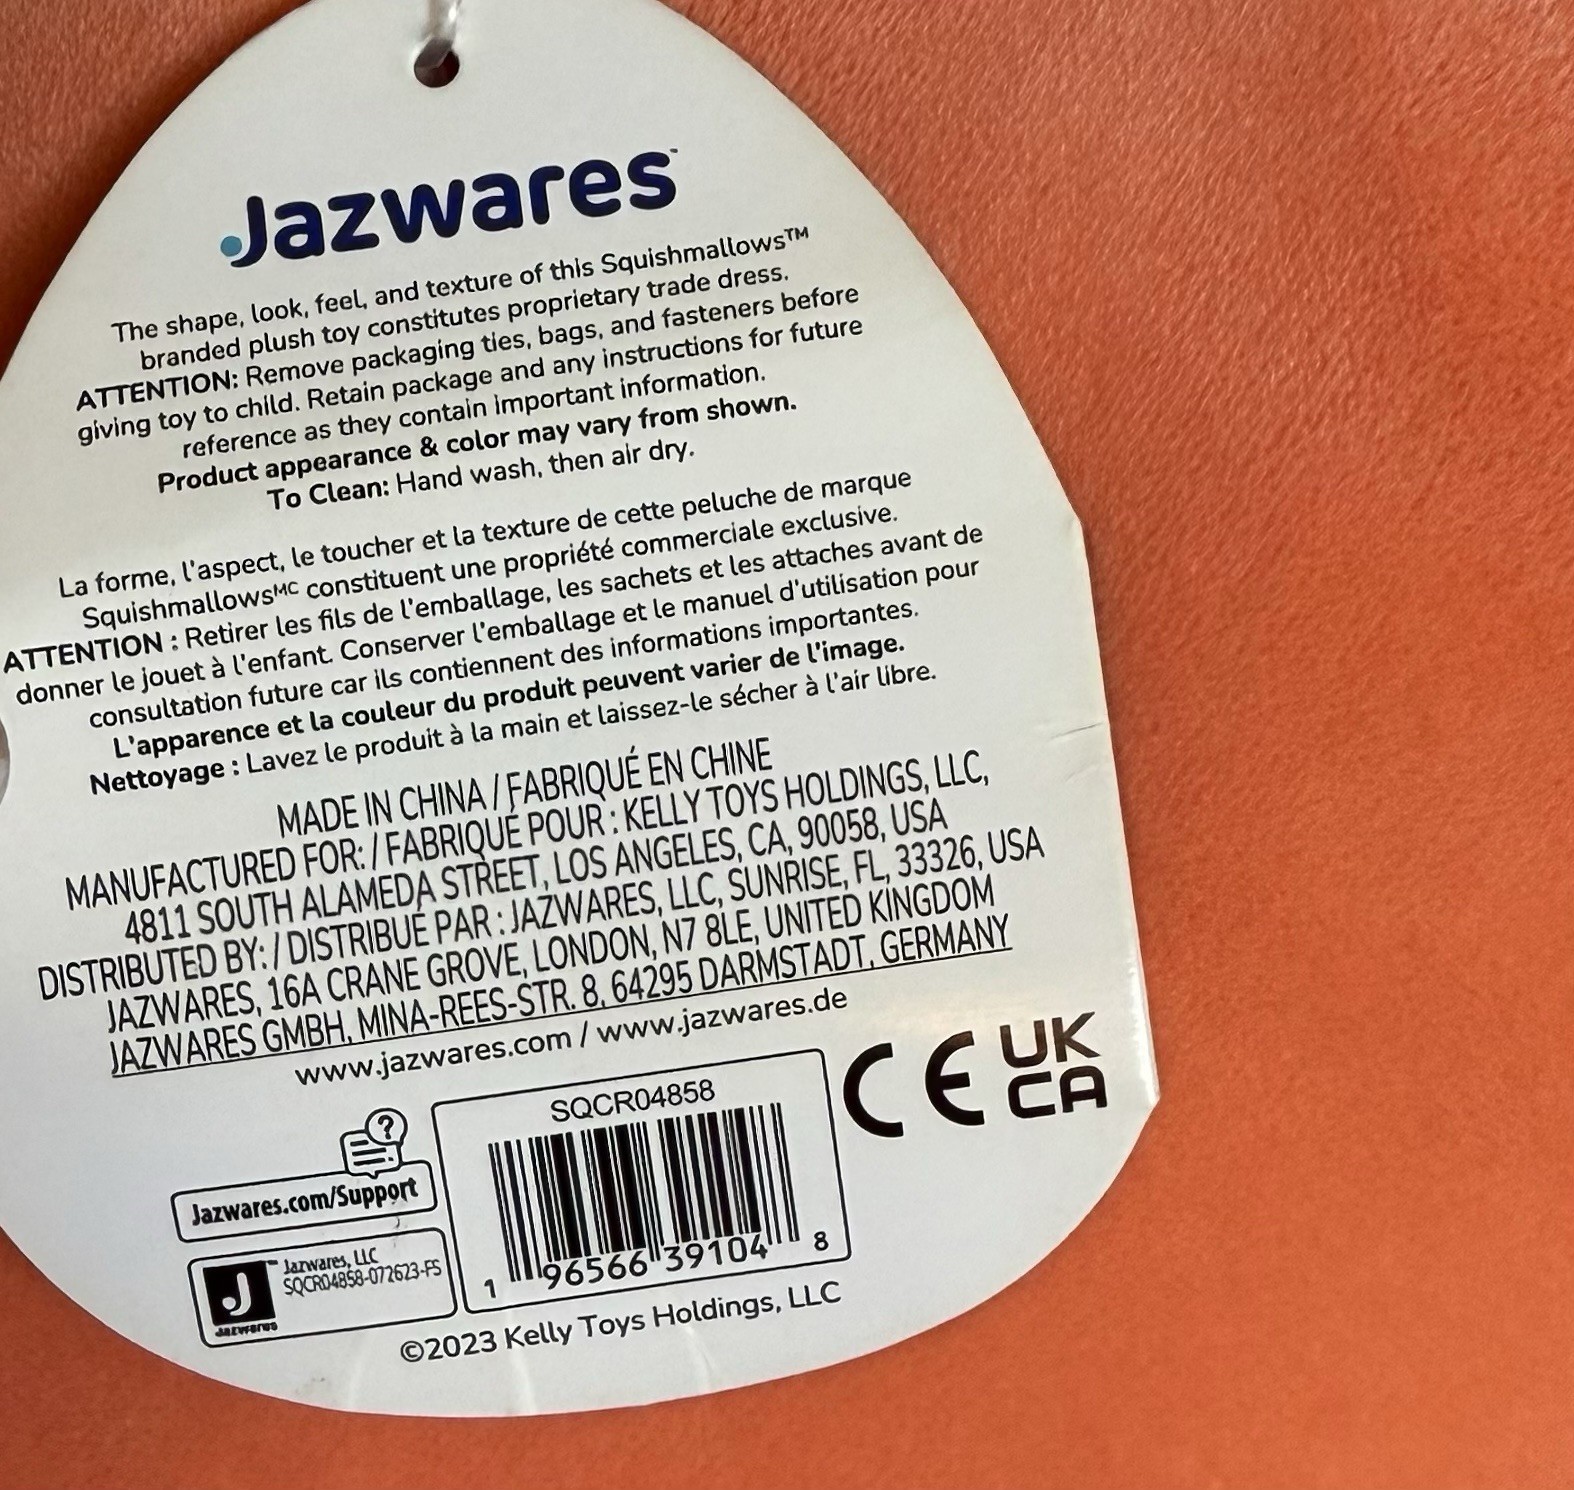 Jazwares
The shape, look, feel, and texture of this Squishmallows™
branded plush toy constitutes proprietary trade dress.
ATTENTION: Remove packaging ties, bags, and fasteners before
giving toy to child. Retain package and any instructions for future
reference as they contain important information.
Product appearance & color may vary from shown.
To Clean: Hand wash, then air dry.
La forme, l'aspect, le toucher et la texture de cette peluche de marque
Squishmallowsᴹᶜ constituent une propriété commerciale exclusive.
ATTENTION : Retirer les fils de l'emballage, les sachets et les attaches avant de
donner le jouet à l'enfant. Conserver l'emballage et le manuel d'utilisation pour
consultation future car ils contiennent des informations importantes.
L'apparence et la couleur du produit peuvent varier de l'image.
Nettoyage : Lavez le produit à la main et laissez-le sécher à l'air libre.
MADE IN CHINA / FABRIQUÉ EN CHINE
MANUFACTURED FOR: / FABRIQUÉ POUR : KELLY TOYS HOLDINGS, LLC,
4811 SOUTH ALAMEDA STREET, LOS ANGELES, CA, 90058, USA
DISTRIBUTED BY: / DISTRIBUÉ PAR : JAZWARES, LLC, SUNRISE, FL, 33326, USA
JAZWARES, 16A CRANE GROVE, LONDON, N7 8LE, UNITED KINGDOM
JAZWARES GMBH, MINA-REES-STR. 8, 64295 DARMSTADT, GERMANY
www.jazwares.com / www.jazwares.de
CE UK
CA
SQCR04858
1 96566 39104 8
?
Jazwares.com/Support
J
Jazwares
Jazwares, LLC
SQCR04858-072623-FS
©2023 Kelly Toys Holdings, LLC